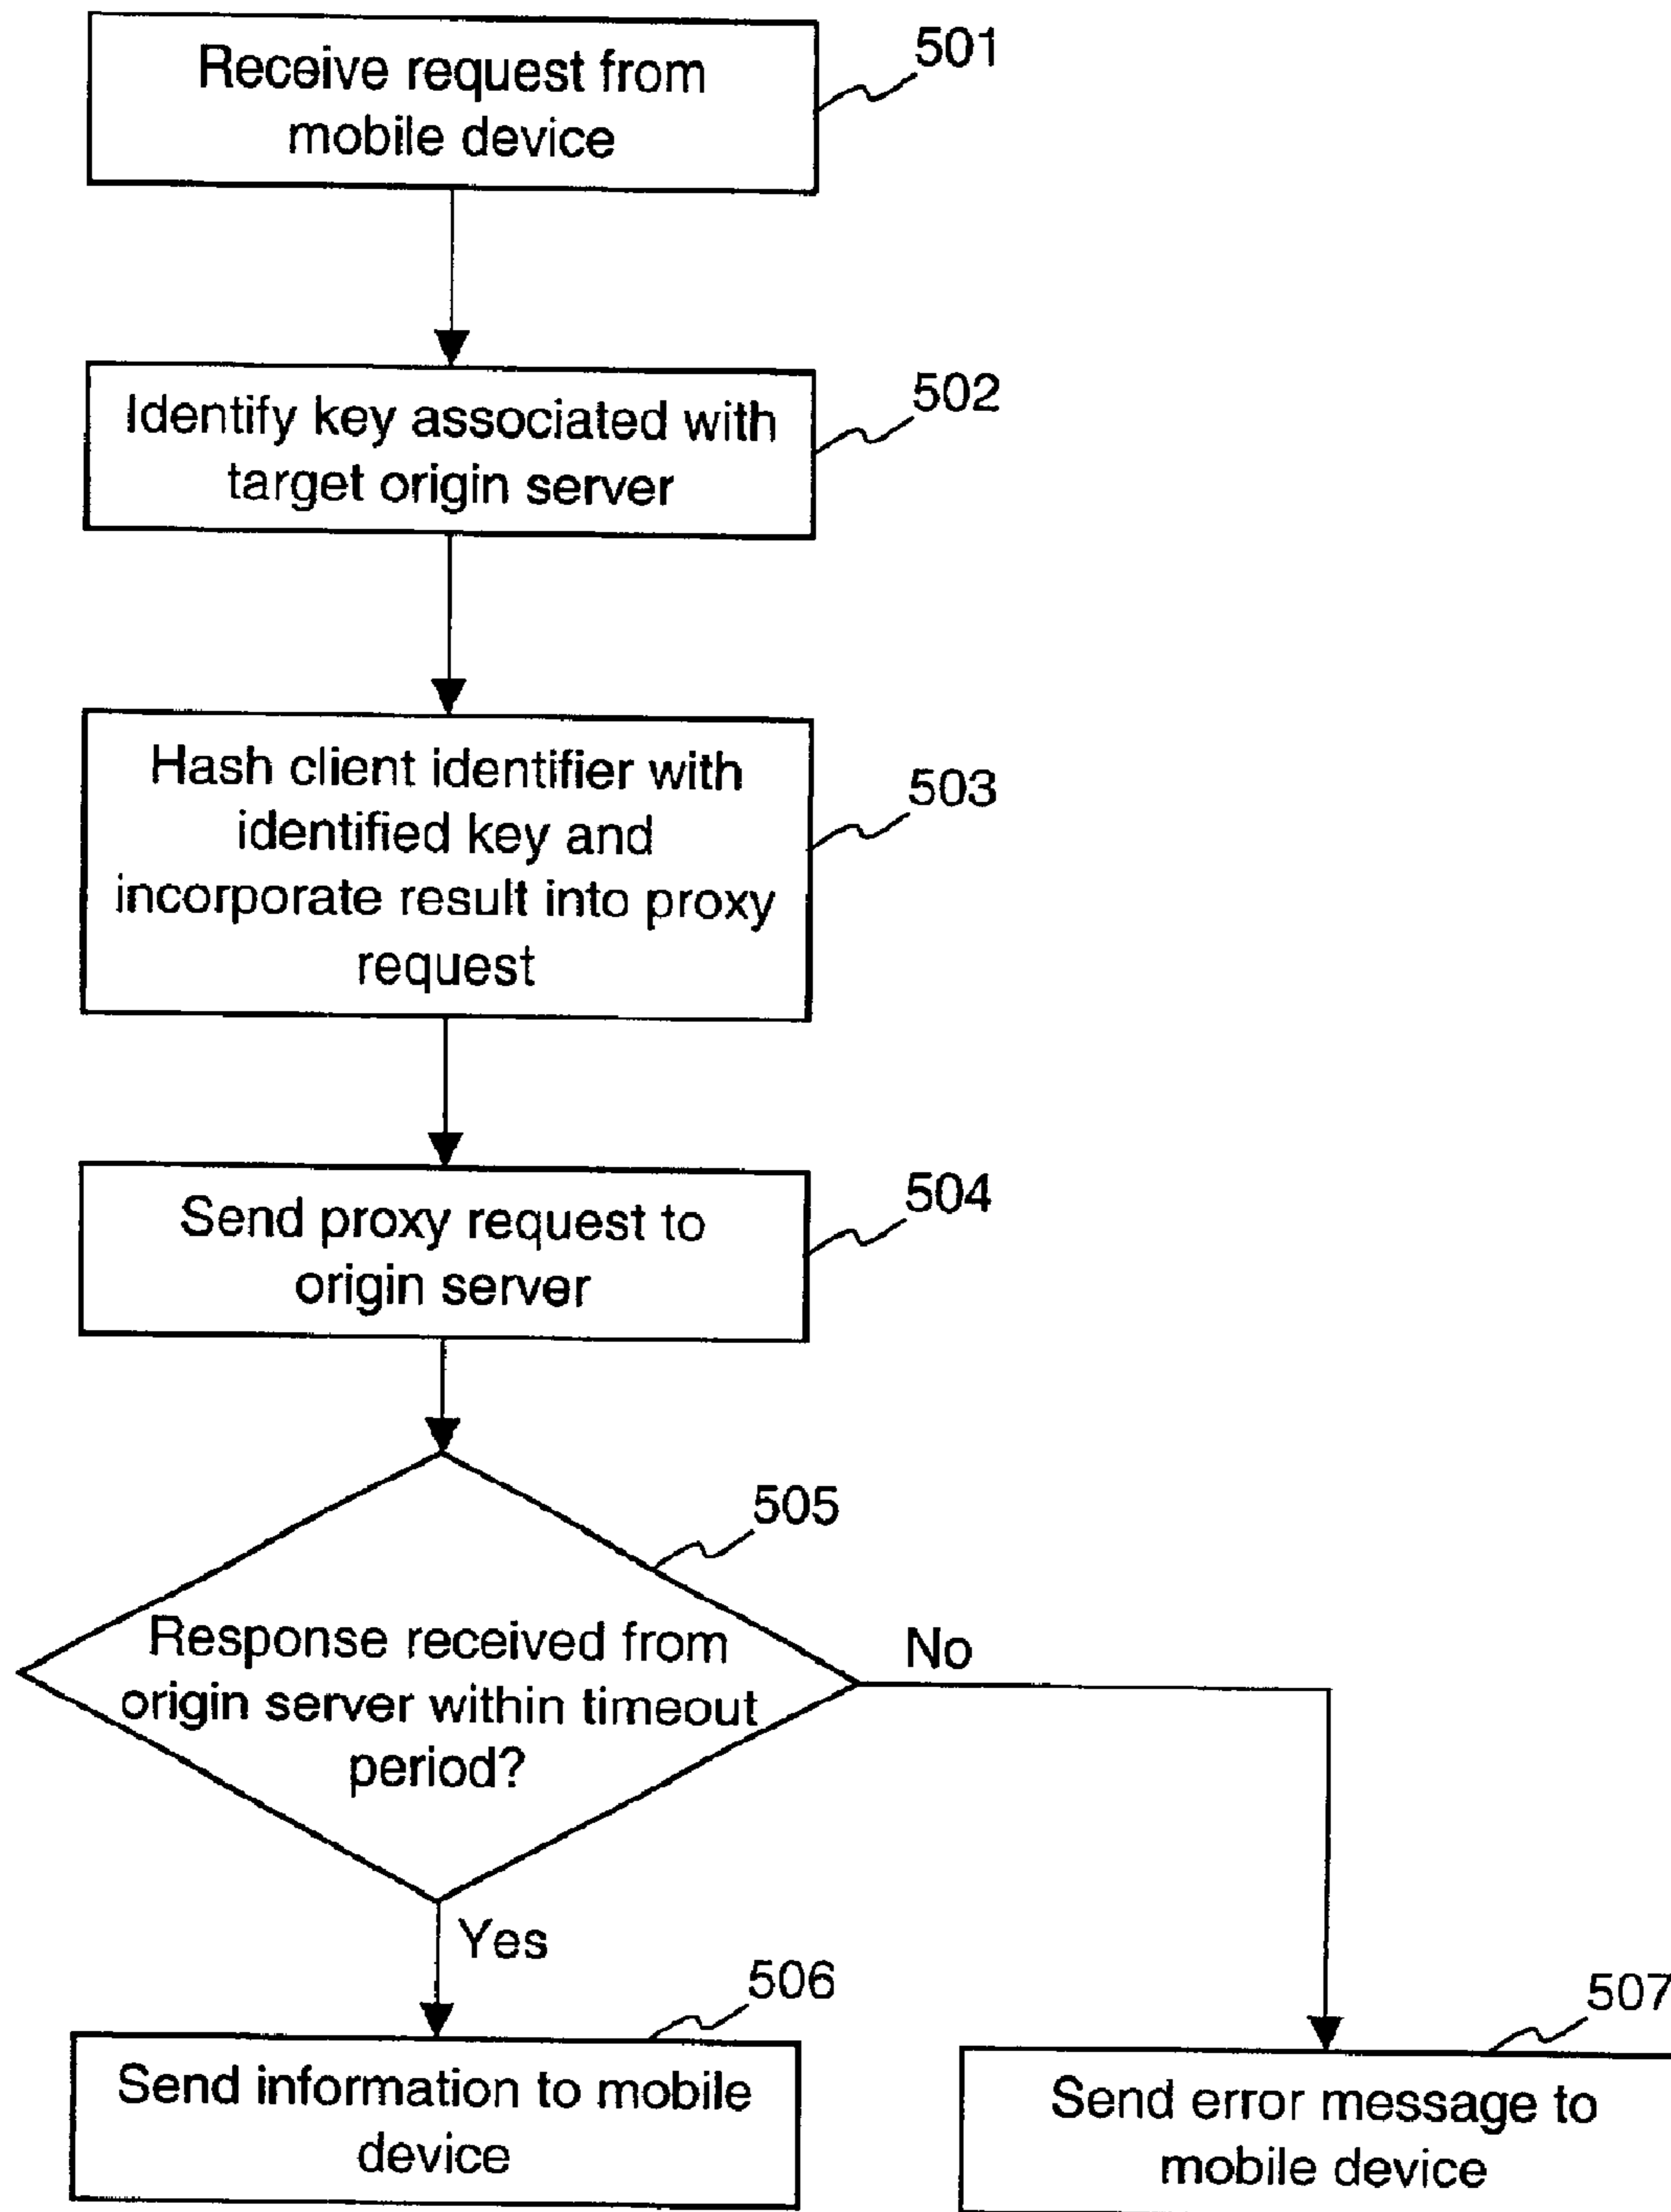 Receive request from
mobile device
501
Identify key associated with
target origin server
502
Hash client identifier with
identified key and
incorporate result into proxy
request
503
Send proxy request to
origin server
504
Response received from
origin server within timeout
period?
505
No
Yes
506
Send information to mobile
device
507
Send error message to
mobile device